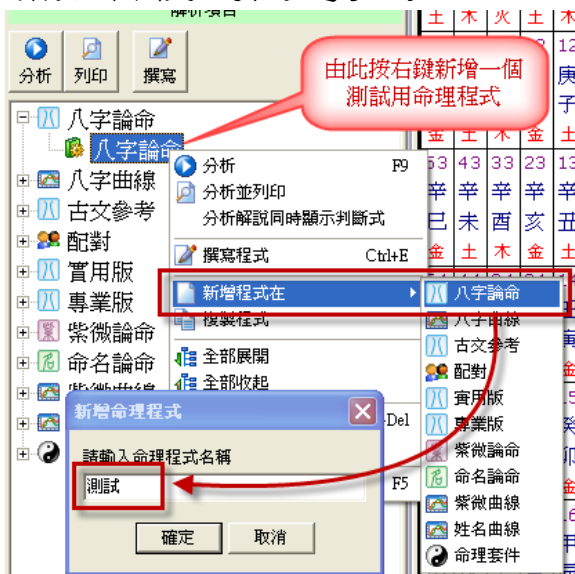 解析項目
分析
列印
撰寫
由此按右鍵新增一個
測試用命理程式
八字論命
八字論命
八字曲線
古文參考
配對
實用版
專業版
紫微論命
命名論命
分析 F9
分析並列印
分析解說同時顯示判斷式
撰寫程式 Ctrl+E
新增程式在
複製程式
全部展開
全部收起
-Del
F5
八字論命
八字曲線
古文參考
配對
實用版
專業版
紫微論命
命名論命
紫微曲線
姓名曲線
命理套件
新增命理程式
請輸入命理程式名稱
測試
確定
取消
土 木 火 土 木
金 土 木 金 土
53 43 33 23 13
辛 辛 辛 辛 辛
巳 未 酉 亥 丑
金 土 木 金 土